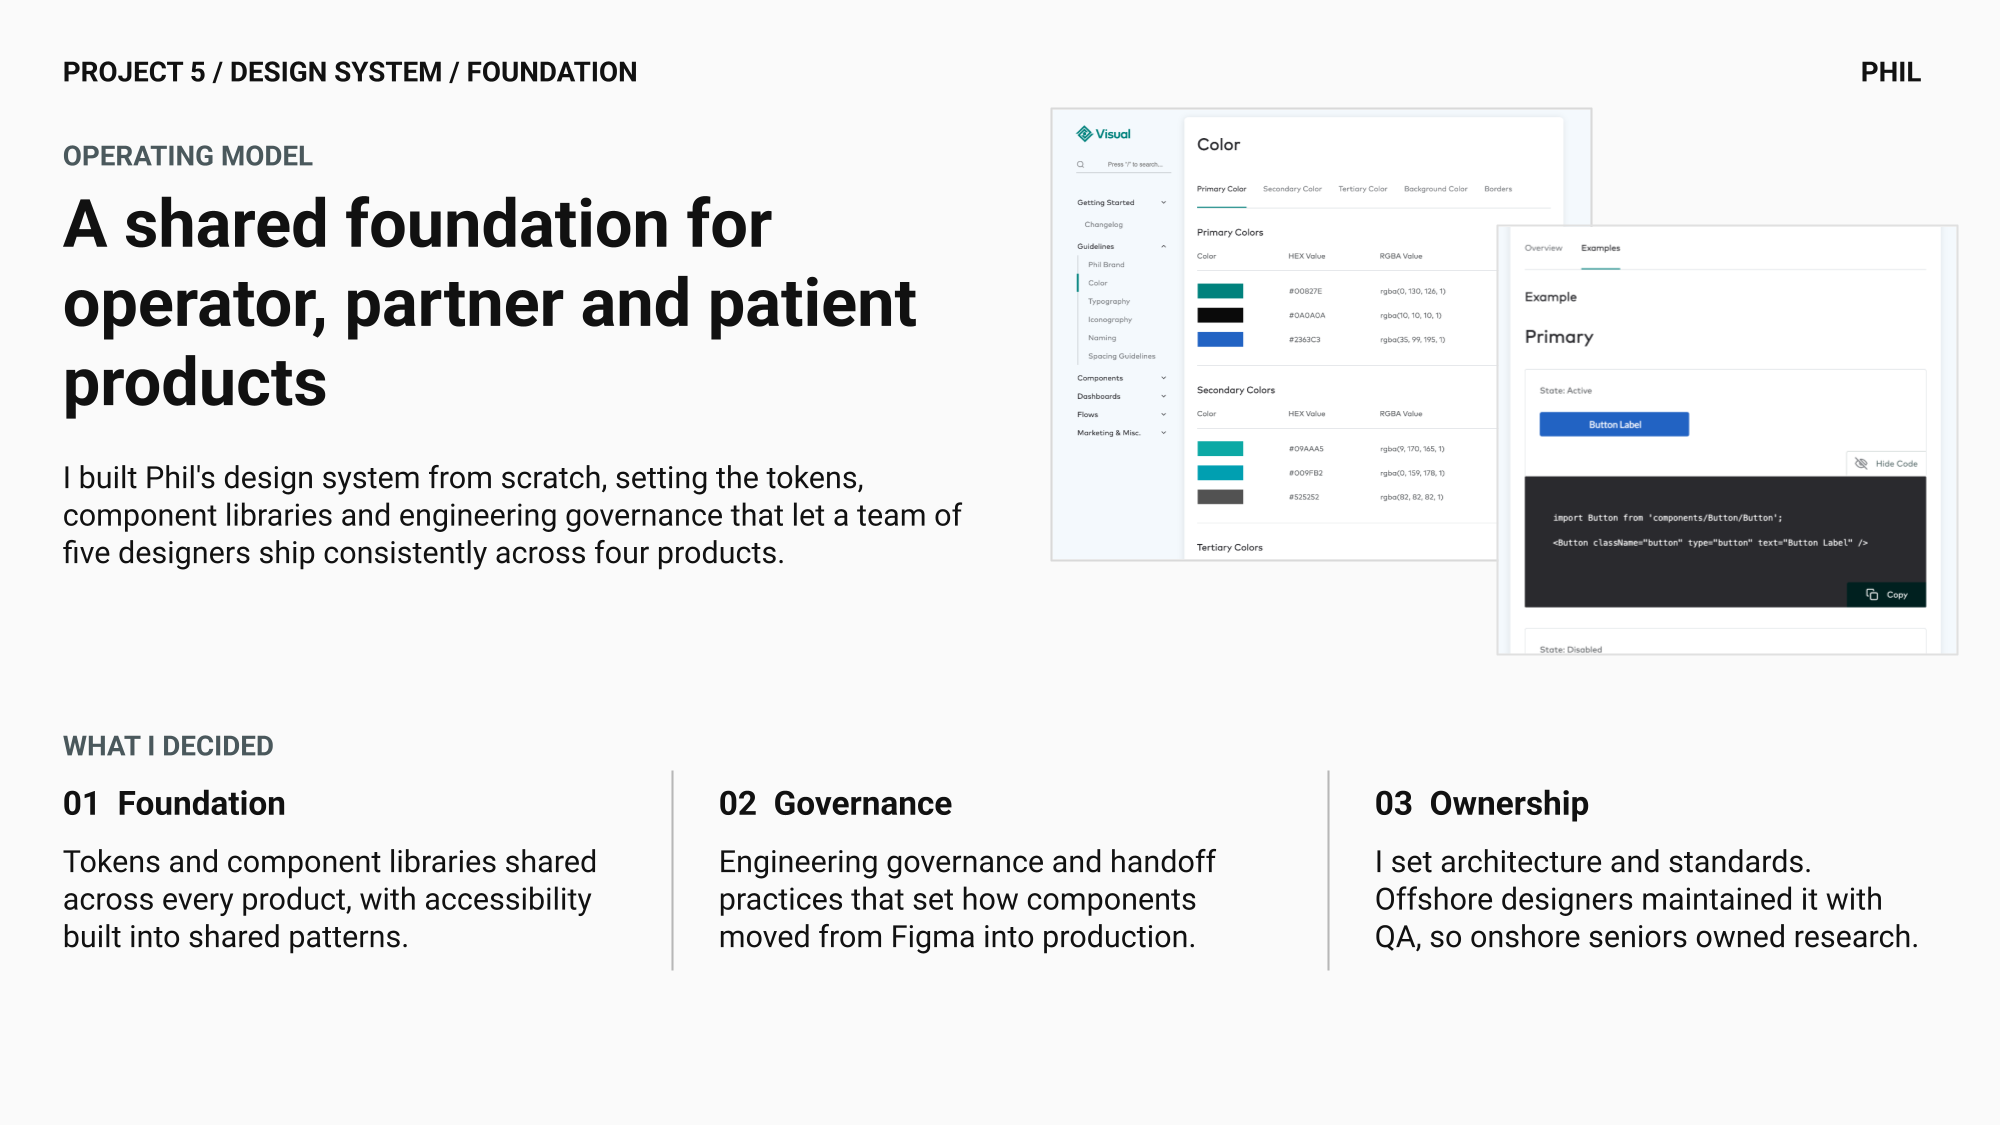 PROJECT 5 / DESIGN SYSTEM / FOUNDATION
PHIL
OPERATING MODEL
A shared foundation for
operator, partner and patient
products
I built Phil's design system from scratch, setting the tokens,
component libraries and engineering governance that let a team of
five designers ship consistently across four products.
Visual
Press "/" to search...
Getting Started
Changelog
Guidelines
Phil Brand
Color
Typography
Iconography
Naming
Spacing Guidelines
Components
Dashboards
Flows
Marketing & Misc.
Color
Primary Color Secondary Color Tertiary Color Background Color Borders
Primary Colors
Color HEX Value RGBA Value
#00827E rgba(0, 130, 126, 1)
#0A0A0A rgba(10, 10, 10, 1)
#2363C3 rgba(35, 99, 195, 1)
Secondary Colors
Color HEX Value RGBA Value
#09AAA5 rgba(9, 170, 165, 1)
#009FB2 rgba(0, 159, 178, 1)
#525252 rgba(82, 82, 82, 1)
Tertiary Colors
Overview Examples
Example
Primary
State: Active
Button Label
Hide Code
import Button from 'components/Button/Button';
<Button className="button" type="button" text="Button Label" />
Copy
State: Disabled
WHAT I DECIDED
01 Foundation
Tokens and component libraries shared
across every product, with accessibility
built into shared patterns.
02 Governance
Engineering governance and handoff
practices that set how components
moved from Figma into production.
03 Ownership
I set architecture and standards.
Offshore designers maintained it with
QA, so onshore seniors owned research.